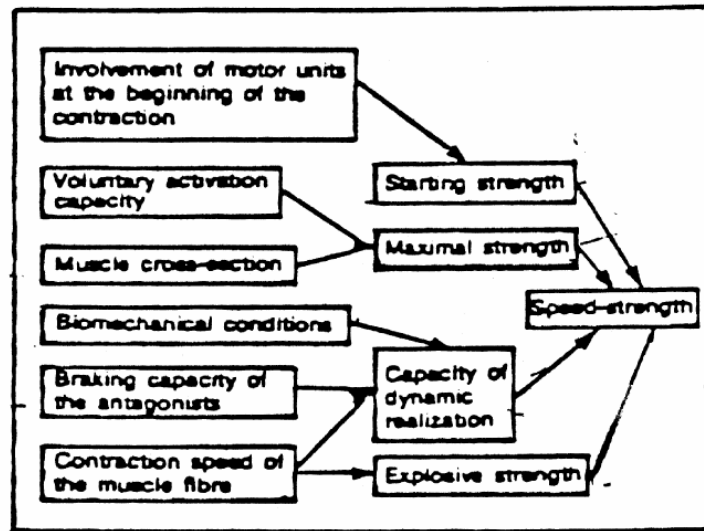 Involvement of motor units
at the beginning of the
contraction
Voluntary activation
capacity
Starting strength
Muscle cross-section
Maximal strength
Speed-strength
Biomechanical conditions
Braking capacity of
the antagonists
Capacity of
dynamic
realization
Contraction speed of
the muscle fibre
Explosive strength